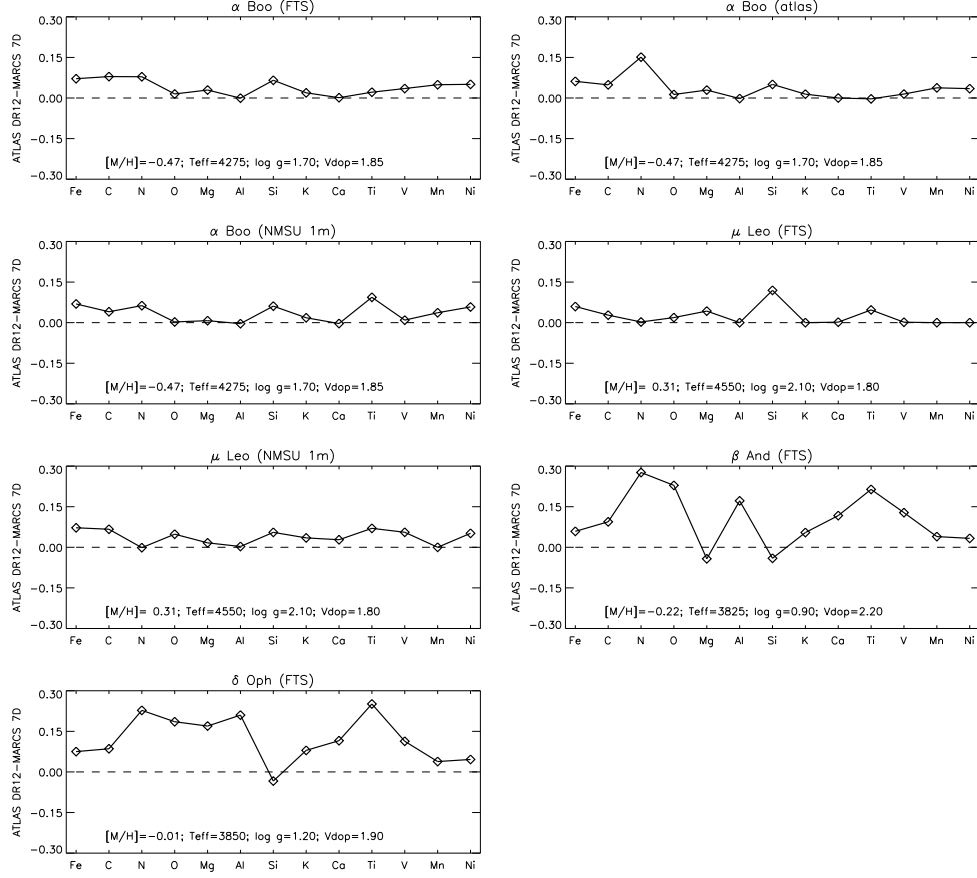 α Boo (FTS)
ATLAS DR12−MARCS 7D
0.30
0.15
0.00
−0.15
−0.30
[M/H]=−0.47; Teff=4275; log g=1.70; Vdop=1.85
Fe C N O Mg Al Si K Ca Ti V Mn Ni
α Boo (atlas)
ATLAS DR12−MARCS 7D
0.30
0.15
0.00
−0.15
−0.30
[M/H]=−0.47; Teff=4275; log g=1.70; Vdop=1.85
Fe C N O Mg Al Si K Ca Ti V Mn Ni
α Boo (NMSU 1m)
ATLAS DR12−MARCS 7D
0.30
0.15
0.00
−0.15
−0.30
[M/H]=−0.47; Teff=4275; log g=1.70; Vdop=1.85
Fe C N O Mg Al Si K Ca Ti V Mn Ni
μ Leo (FTS)
ATLAS DR12−MARCS 7D
0.30
0.15
0.00
−0.15
−0.30
[M/H]= 0.31; Teff=4550; log g=2.10; Vdop=1.80
Fe C N O Mg Al Si K Ca Ti V Mn Ni
μ Leo (NMSU 1m)
ATLAS DR12−MARCS 7D
0.30
0.15
0.00
−0.15
−0.30
[M/H]= 0.31; Teff=4550; log g=2.10; Vdop=1.80
Fe C N O Mg Al Si K Ca Ti V Mn Ni
β And (FTS)
ATLAS DR12−MARCS 7D
0.30
0.15
0.00
−0.15
−0.30
[M/H]=−0.22; Teff=3825; log g=0.90; Vdop=2.20
Fe C N O Mg Al Si K Ca Ti V Mn Ni
δ Oph (FTS)
ATLAS DR12−MARCS 7D
0.30
0.15
0.00
−0.15
−0.30
[M/H]=−0.01; Teff=3850; log g=1.20; Vdop=1.90
Fe C N O Mg Al Si K Ca Ti V Mn Ni